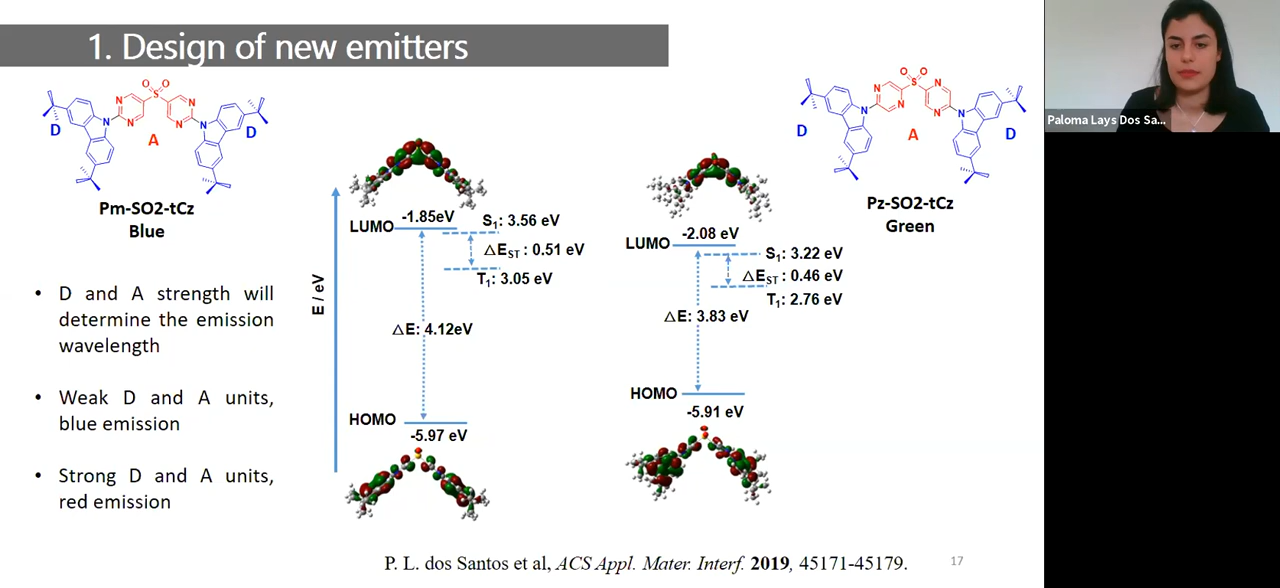 1. Design of new emitters
Paloma Lays Dos Sa...
D
A
D
O O
S
N
N
N
N
N
N
Pm-SO2-tCz
Blue
D
A
D
O O
S
N
N
N
N
N
N
Pz-SO2-tCz
Green
• D and A strength will
determine the emission
wavelength
• Weak D and A units,
blue emission
• Strong D and A units,
red emission
E / eV
LUMO
-1.85eV
S1: 3.56 eV
△EST : 0.51 eV
T1: 3.05 eV
△E: 4.12eV
HOMO
-5.97 eV
LUMO
-2.08 eV
S1: 3.22 eV
△EST : 0.46 eV
T1: 2.76 eV
△E: 3.83 eV
HOMO
-5.91 eV
P. L. dos Santos et al, ACS Appl. Mater. Interf. 2019, 45171-45179.
17